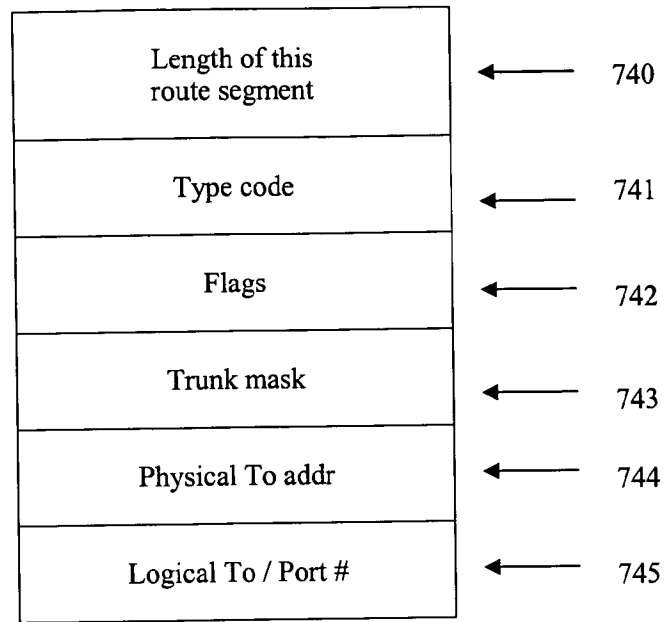 Length of this
route segment
740
Type code
741
Flags
742
Trunk mask
743
Physical To addr
744
Logical To / Port #
745